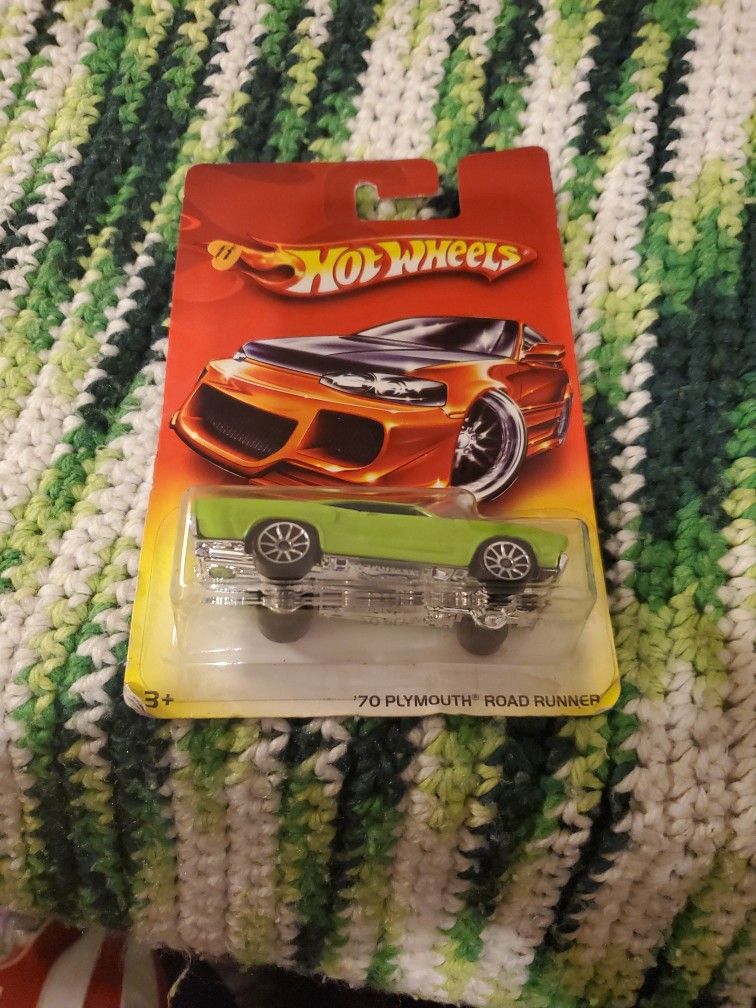 HOT WHEELS
3+
'70 PLYMOUTH® ROAD RUNNER